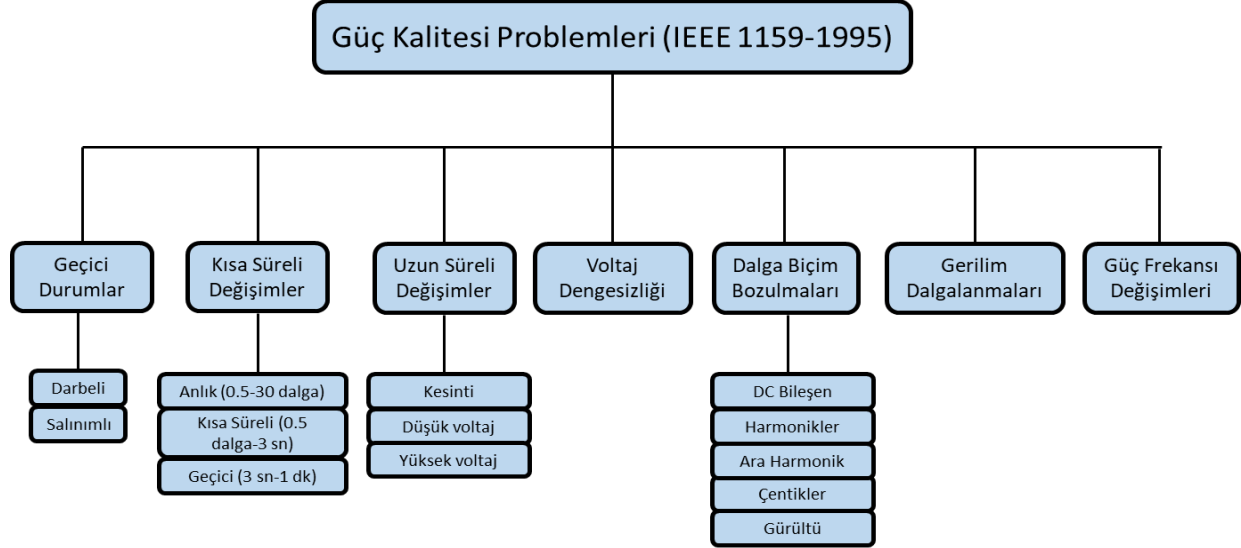 Güç Kalitesi Problemleri (IEEE 1159-1995)
Geçici
Durumlar
Kısa Süreli
Değişimler
Uzun Süreli
Değişimler
Voltaj
Dengesizliği
Dalga Biçim
Bozulmaları
Gerilim
Dalgalanmaları
Güç Frekansı
Değişimleri
Darbeli
Salınımlı
Anlık (0.5-30 dalga)
Kısa Süreli (0.5
dalga-3 sn)
Geçici (3 sn-1 dk)
Kesinti
Düşük voltaj
Yüksek voltaj
DC Bileşen
Harmonikler
Ara Harmonik
Çentikler
Gürültü